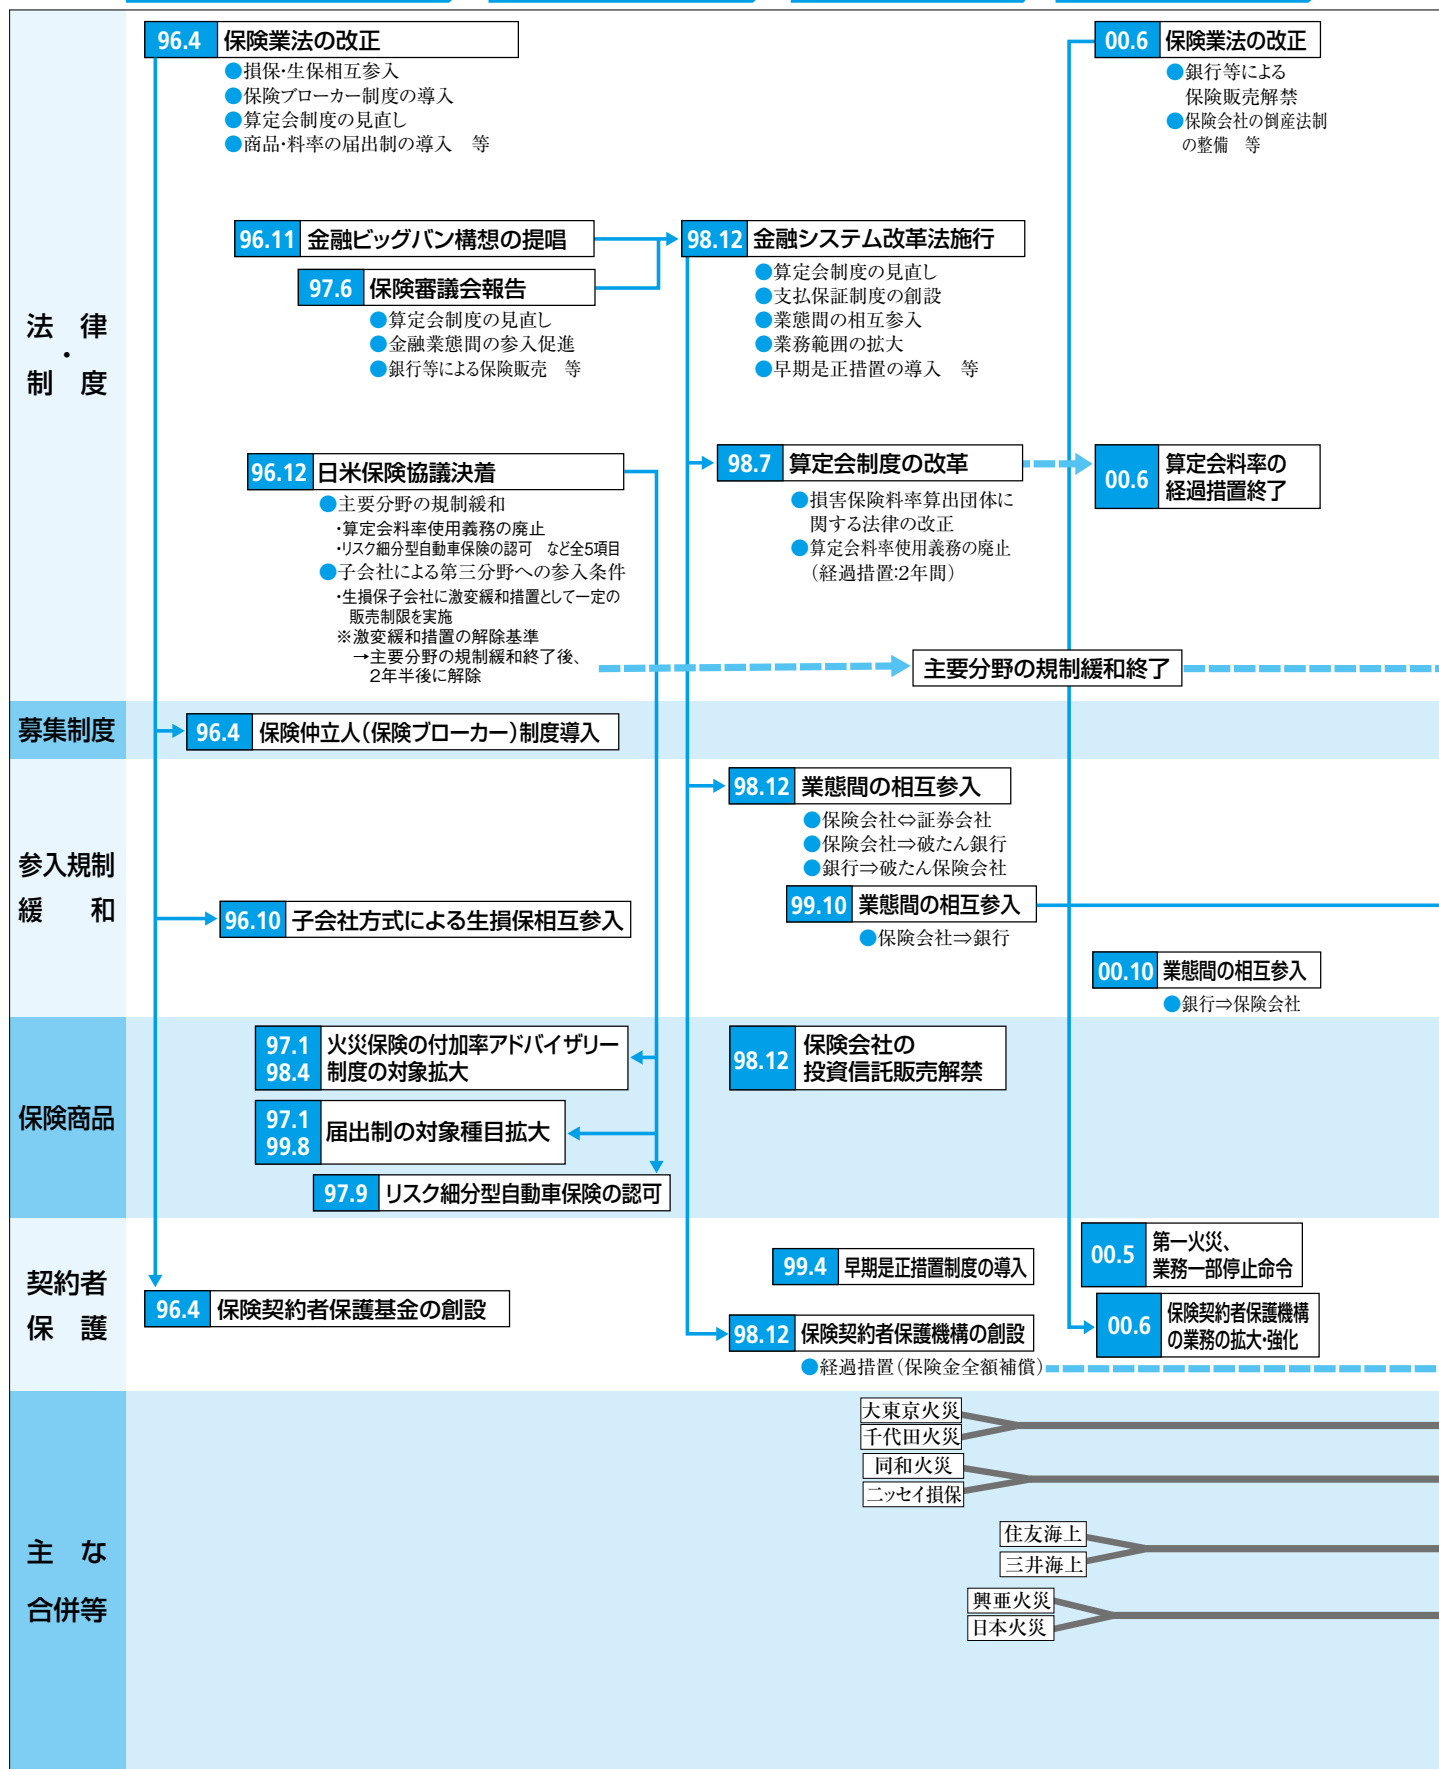 法律・制度
96.4 保険業法の改正
●損保・生保相互参入
●保険ブローカー制度の導入
●算定会制度の見直し
●商品・料率の届出制の導入　等
00.6 保険業法の改正
●銀行等による
保険販売解禁
●保険会社の倒産法制
の整備　等
96.11 金融ビッグバン構想の提唱
97.6 保険審議会報告
●算定会制度の見直し
●金融業態間の参入促進
●銀行等による保険販売　等
98.12 金融システム改革法施行
●算定会制度の見直し
●支払保証制度の創設
●業態間の相互参入
●業務範囲の拡大
●早期是正措置の導入　等
96.12 日米保険協議決着
●主要分野の規制緩和
・算定会料率使用義務の廃止
・リスク細分型自動車保険の認可　など全5項目
●子会社による第三分野への参入条件
・生損保子会社に激変緩和措置として一定の
販売制限を実施
※激変緩和措置の解除基準
→主要分野の規制緩和終了後、
2年半後に解除
98.7 算定会制度の改革
●損害保険料率算出団体に
関する法律の改正
●算定会料率使用義務の廃止
（経過措置：2年間）
00.6 算定会料率の
経過措置終了
主要分野の規制緩和終了
募集制度
96.4 保険仲立人（保険ブローカー）制度導入
参入規制
緩　和
98.12 業態間の相互参入
●保険会社⇔証券会社
●保険会社⇒破たん銀行
●銀行⇒破たん保険会社
99.10 業態間の相互参入
●保険会社⇒銀行
96.10 子会社方式による生損保相互参入
00.10 業態間の相互参入
●銀行⇒保険会社
保険商品
97.1 火災保険の付加率アドバイザリー
98.4 制度の対象拡大
97.1
99.8 届出制の対象種目拡大
97.9 リスク細分型自動車保険の認可
98.12 保険会社の
投資信託販売解禁
契約者
保　護
96.4 保険契約者保護基金の創設
99.4 早期是正措置制度の導入
98.12 保険契約者保護機構の創設
●経過措置（保険金全額補償）
00.5 第一火災、
業務一部停止命令
00.6 保険契約者保護機構
の業務の拡大・強化
主　な
合併等
大東京火災
千代田火災
同和火災
ニッセイ損保
住友海上
三井海上
興亜火災
日本火災